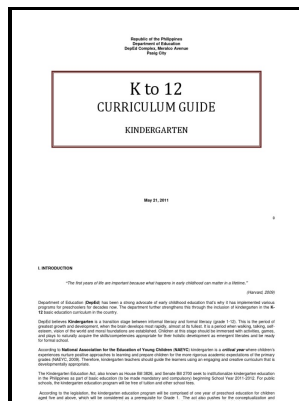 Republic of the Philippines
Department of Education
DepEd Complex, Meralco Avenue
Pasig City
K to 12
CURRICULUM GUIDE
KINDERGARTEN
May 21, 2011
0
I. INTRODUCTION
"The first years of life are important because what happens in early childhood can matter in a lifetime."
(Harvard, 2009)
Department of Education (DepEd) has been a strong advocate of early childhood education that's why it has implemented various
programs for preschoolers for decades now. The department further strengthens this through the inclusion of kindergarten in the K-
12 basic education curriculum in the country.
DepEd believes Kindergarten is a transition stage between informal literacy and formal literacy (grade 1-12). This is the period of
greatest growth and development, when the brain develops most rapidly, almost at its fullest. It is a period when walking, talking, self-
esteem, vision of the world and moral foundations are established. Children at this stage should be immersed with activities, games,
and plays to naturally acquire the skills/competencies appropriate for their holistic development as emergent literates and be ready
for formal school.
According to National Association for the Education of Young Children (NAEYC) kindergarten is a critical year where children's
experiences nurture positive approaches to learning and prepare children for the more rigorous academic expectations of the primary
grades (NAEYC, 2009). Therefore, kindergarten teachers should guide the learners using an engaging and creative curriculum that is
developmentally appropriate.
The Kindergarten Education Act, also known as House Bill 3826, and Senate Bill 2700 seek to institutionalize kindergarten education
in the Philippines as part of basic education (to be made mandatory and compulsory) beginning School Year 2011-2012. For public
schools, the kindergarten education program will be free of tuition and other school fees.
According to the legislation, the kindergarten education program will be comprised of one year of preschool education for children
aged five and above, which will be considered as a prerequisite for Grade 1. The act also pushes for the conceptualization and